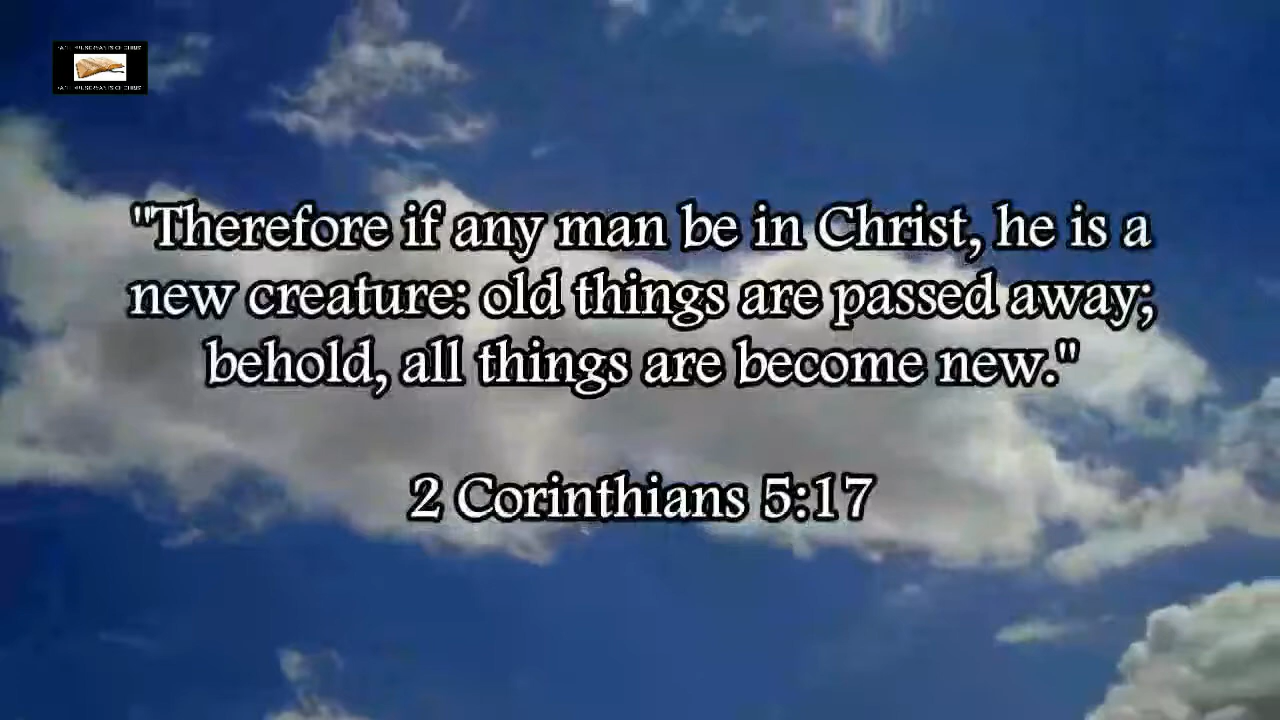 "Therefore if any man be in Christ, he is a
new creature: old things are passed away;
behold, all things are become new."
2 Corinthians 5:17